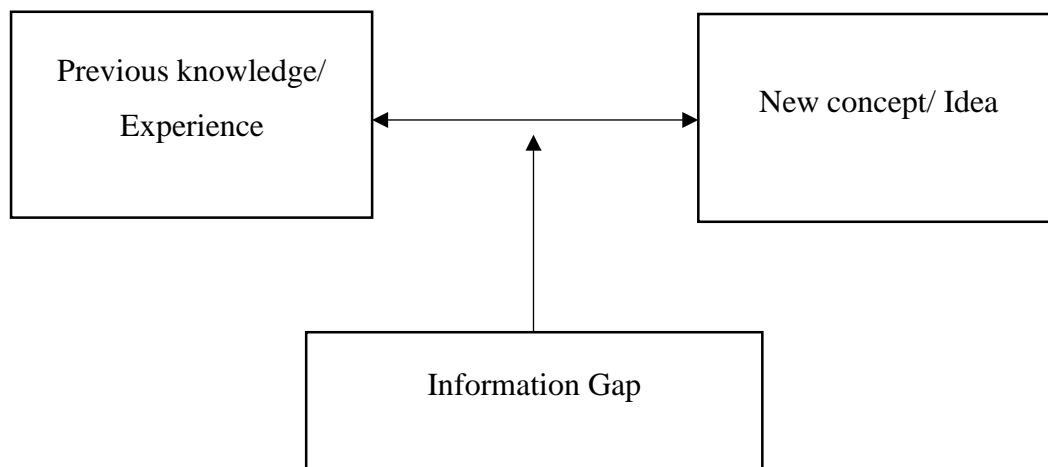 Previous knowledge/
Experience
New concept/ Idea
Information Gap